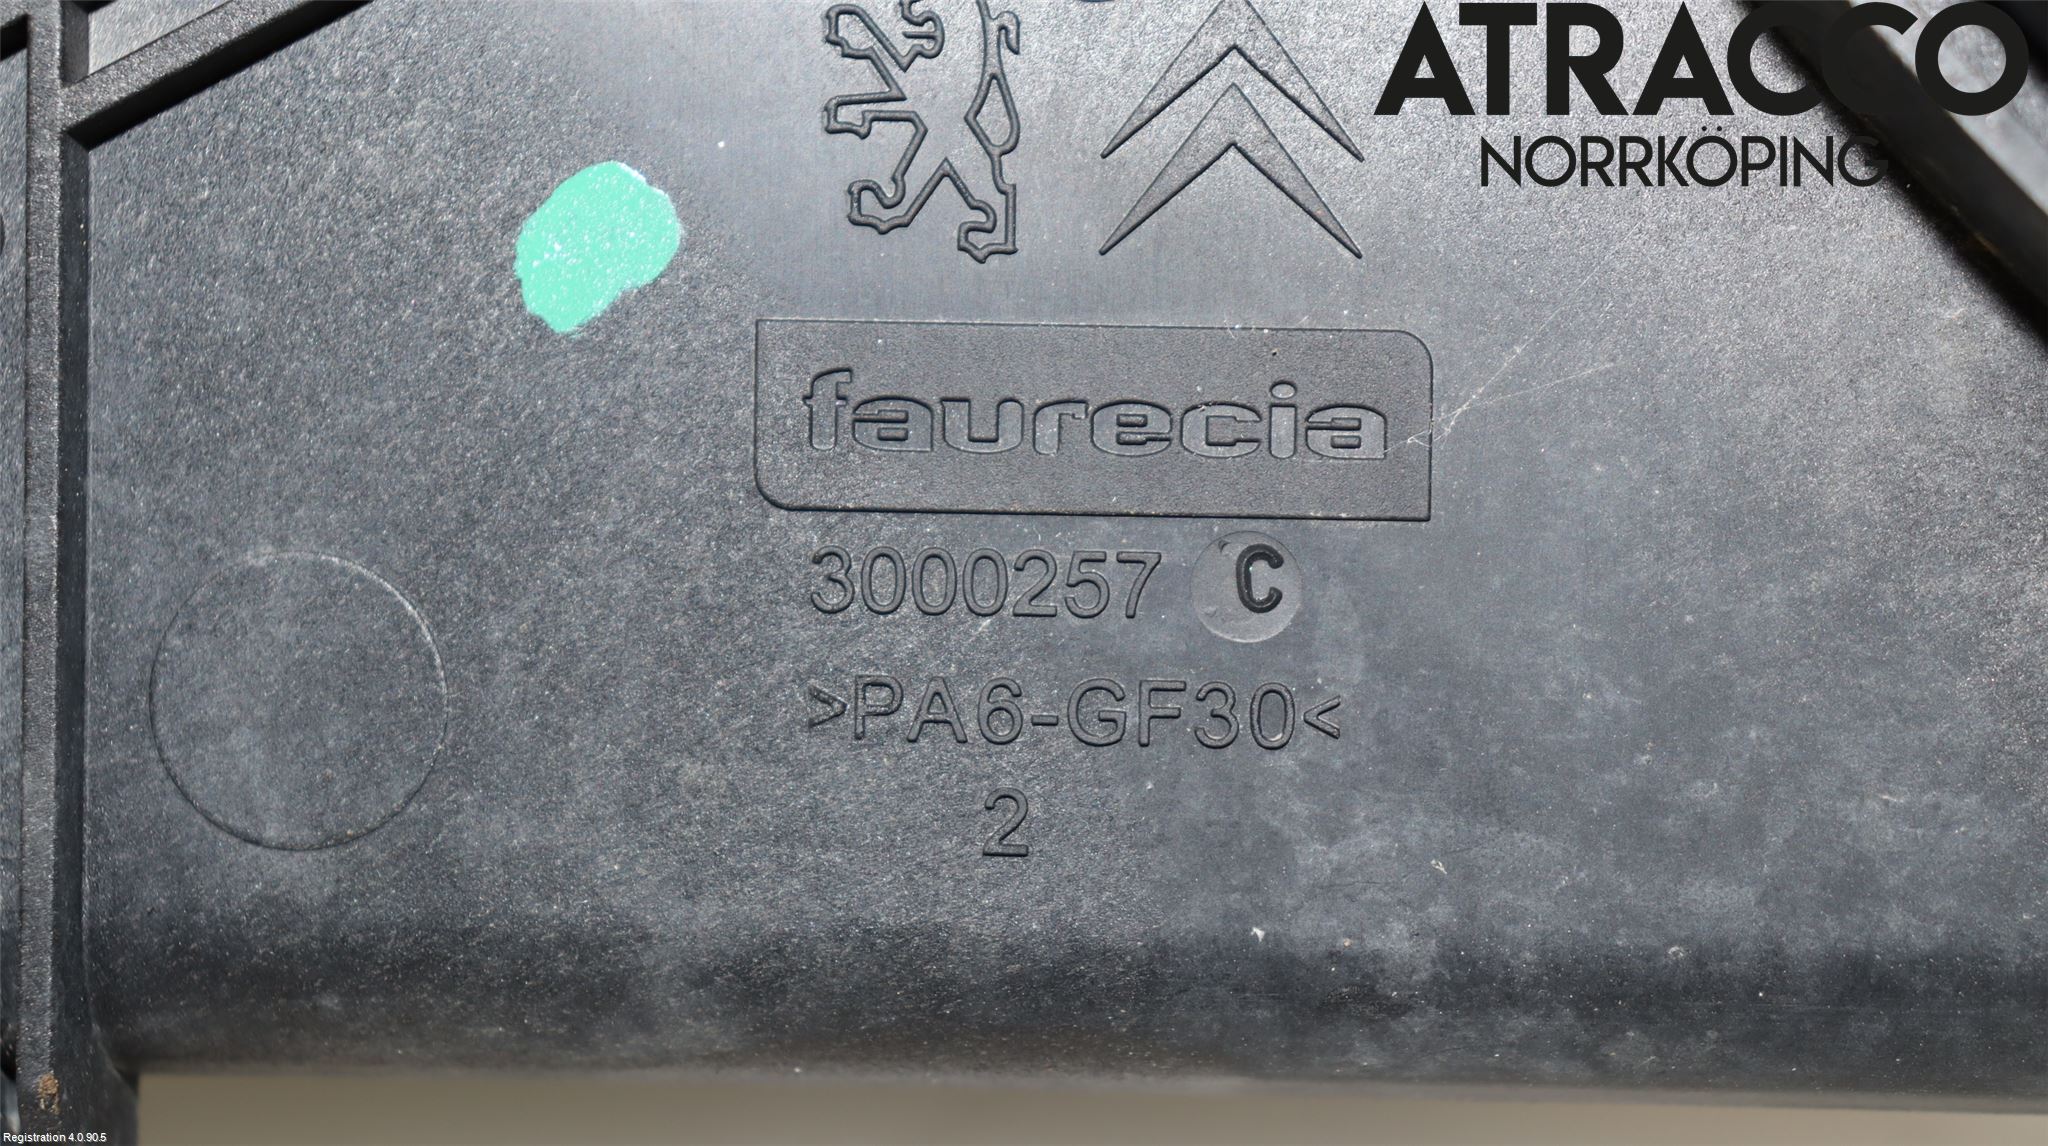 ATRACCO
NORRKÖPING
faurecia
3000257 C
>PA6-GF30<
2
Registration 4.0.90.5